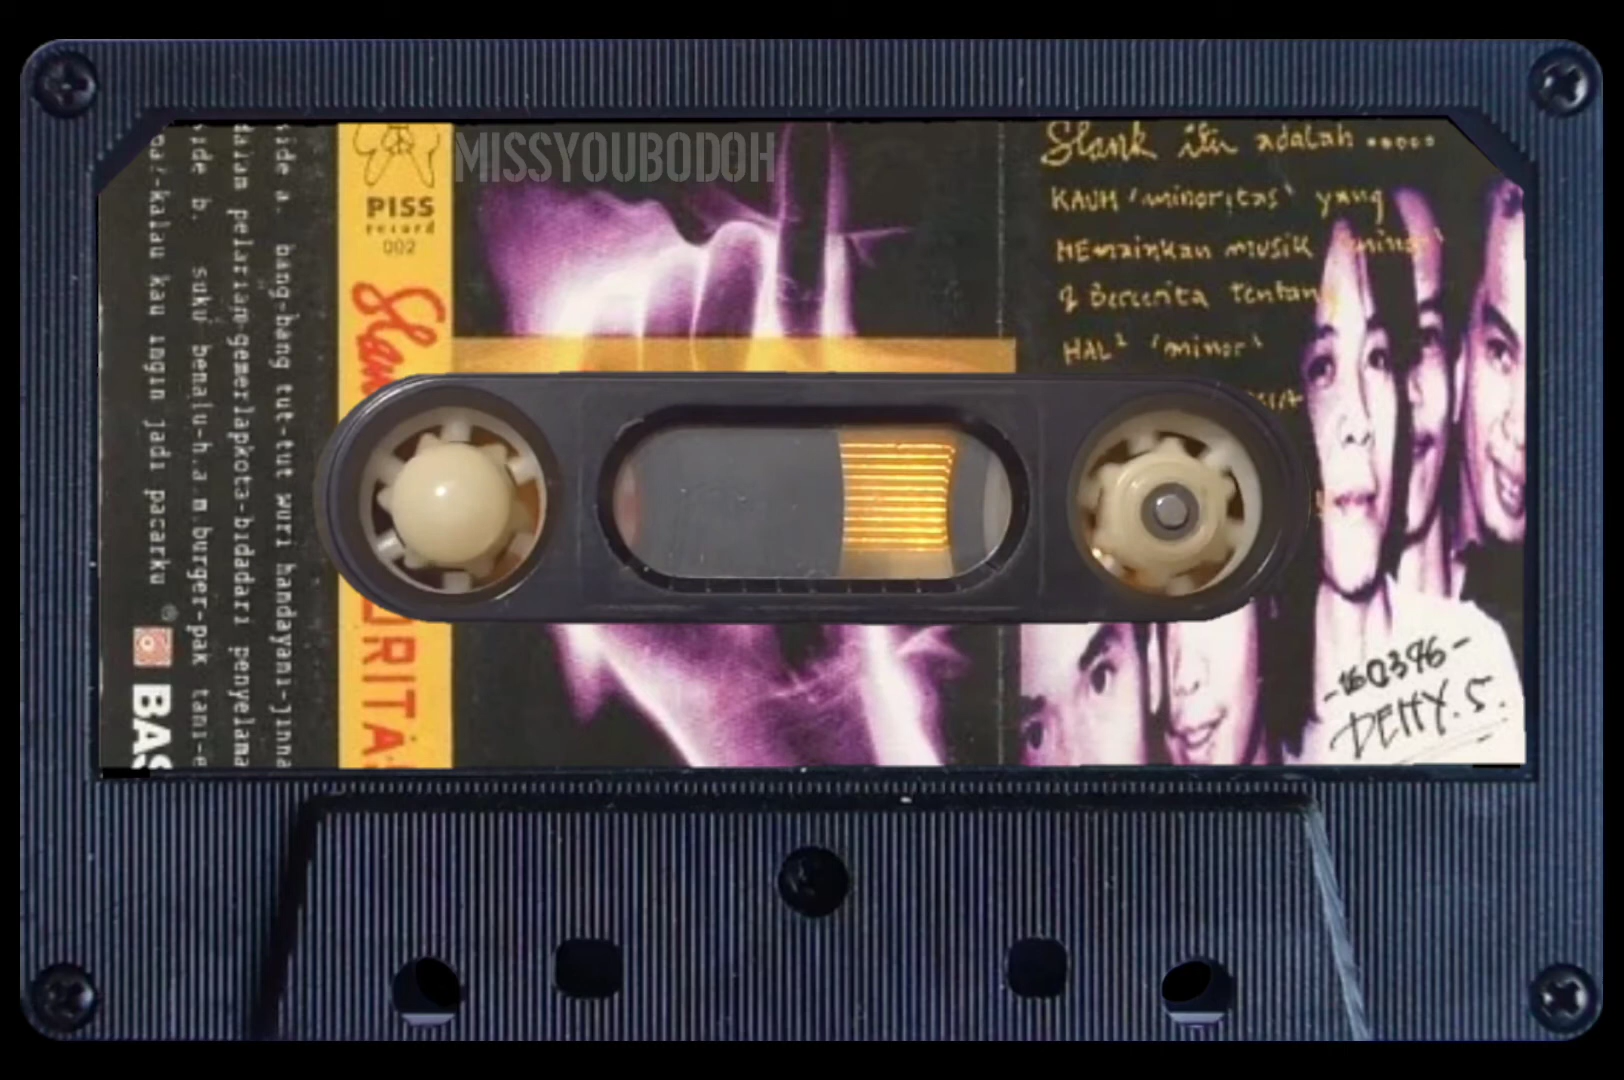 side a. bang-bang tut-tut wuri handayani-jinna
dalam pelarian-gemerlapkota-bidadari penyelama
side b. suku benalu-h.a.m.burger-pak tani-e
pa'-kalau kau ingin jadi pacarku
BAS
PISS
record
002
MISSYOUBODOH
Slank itu adalah .....
KAUM 'minoritas' yang
MEmainkan musik 'minor'
& Bercerita Tentang
HAL² 'minor'
-160396-
DEHY.S.